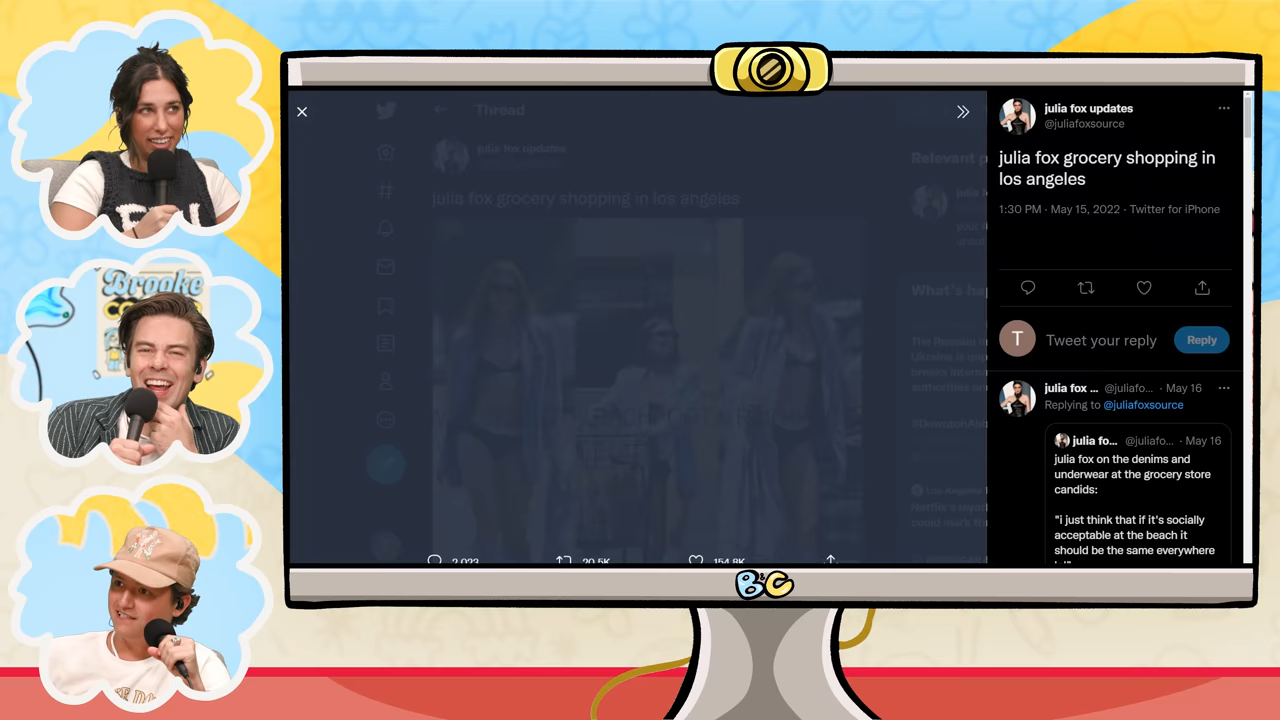 Brooke
Thread
julia fox updates
julia fox grocery shopping in los angeles
2,023
20.5K
154.8K
B&C
julia fox updates
@juliafoxsource
julia fox grocery shopping in
los angeles
1:30 PM · May 15, 2022 · Twitter for iPhone
T
Tweet your reply
Reply
julia fox ... @juliafo... · May 16
Replying to @juliafoxsource
julia fo... @juliafo... · May 16
julia fox on the denims and
underwear at the grocery store
candids:
"i just think that if it's socially
acceptable at the beach it
should be the same everywhere